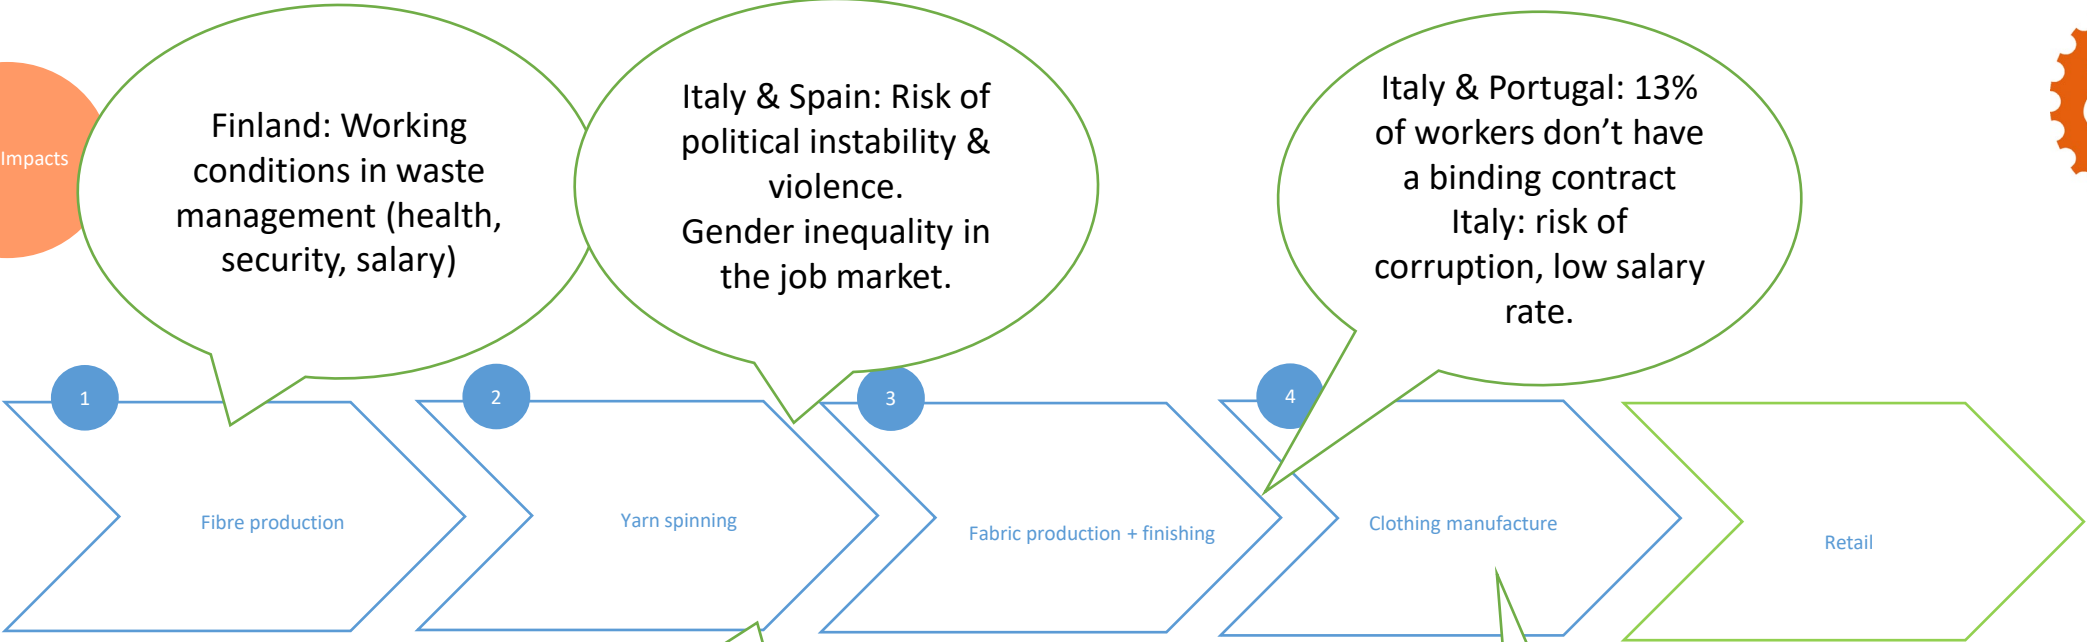 Impacts
Finland: Working
conditions in waste
management (health,
security, salary)
Italy & Spain: Risk of
political instability &
violence.
Gender inequality in
the job market.
Italy & Portugal: 13%
of workers don’t have
a binding contract
Italy: risk of
corruption, low salary
rate.
1
2
3
4
Fibre production
Yarn spinning
Fabric production + finishing
Clothing manufacture
Retail